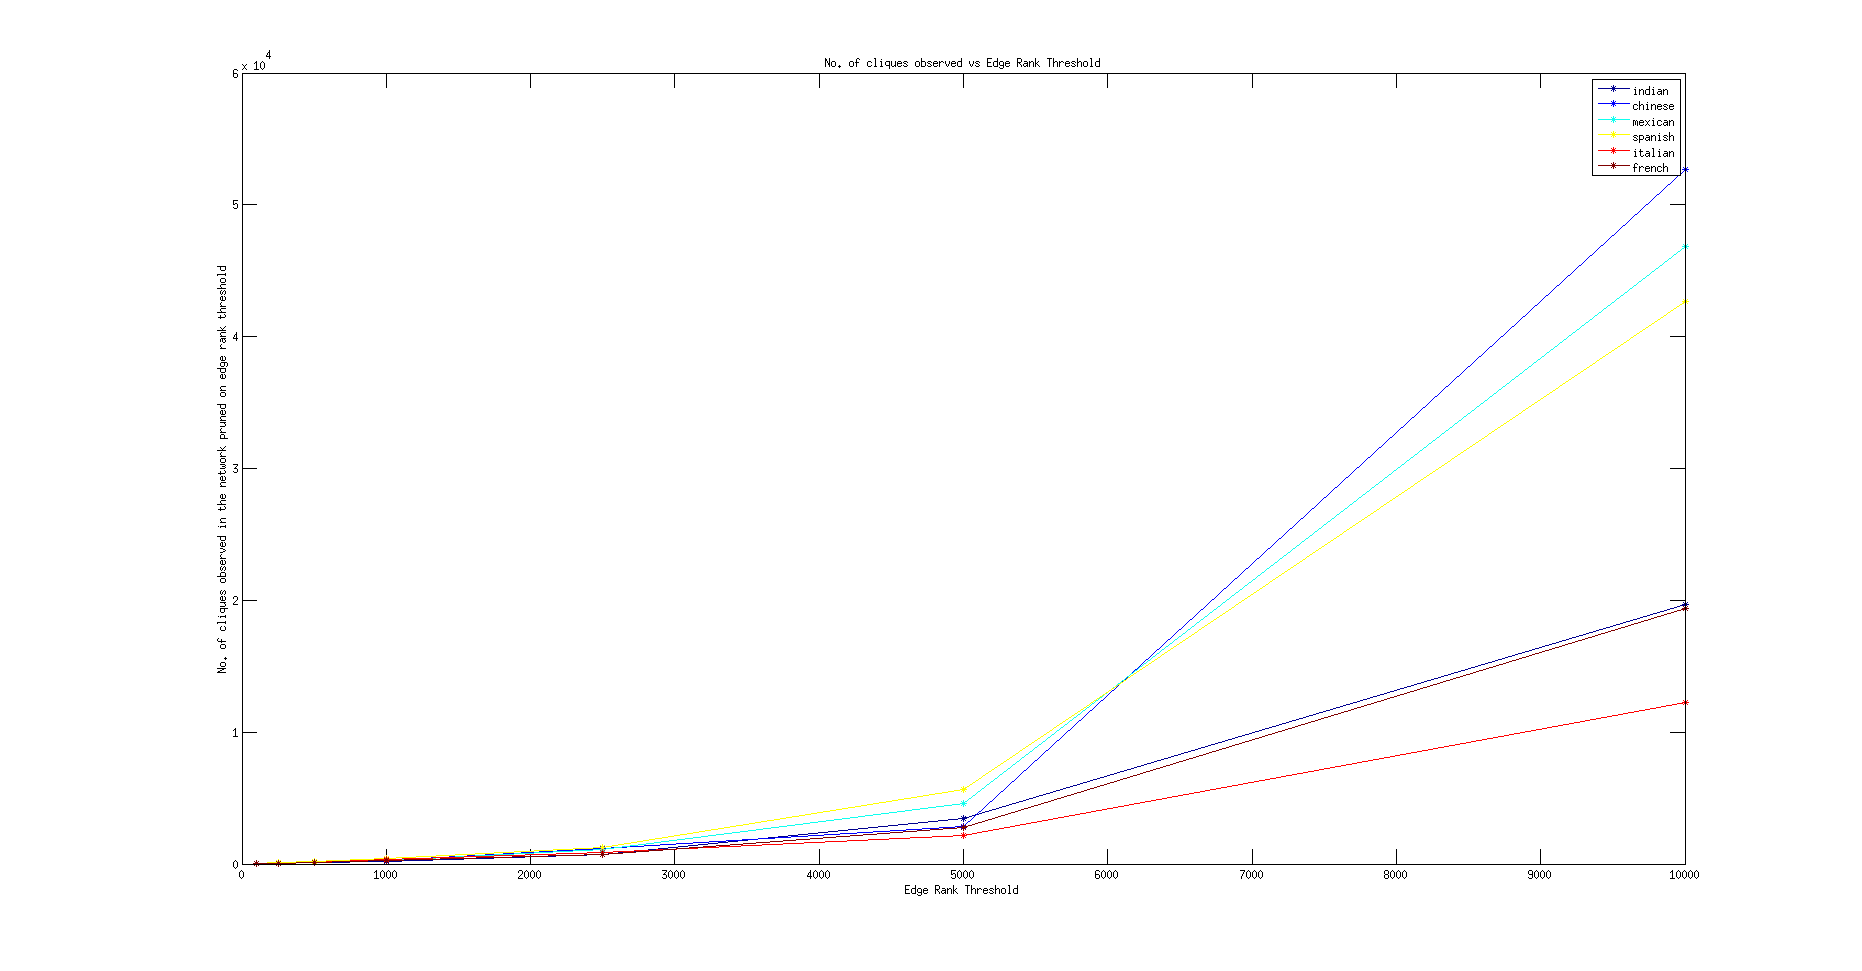 No. of cliques observed vs Edge Rank Threshold
x 10^4
6
5
4
3
2
1
0
No. of cliques observed in the network pruned on edge rank threshold
indian
chinese
mexican
spanish
italian
french
0 1000 2000 3000 4000 5000 6000 7000 8000 9000 10000
Edge Rank Threshold